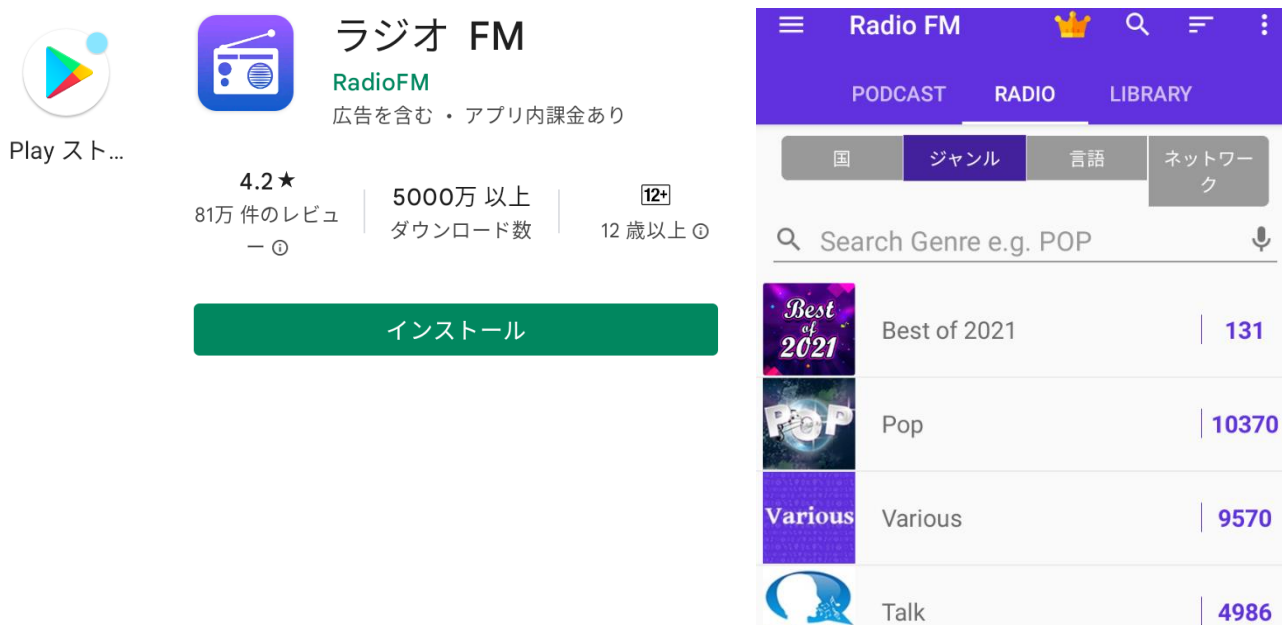 Play スト...
ラジオ FM
RadioFM
広告を含む • アプリ内課金あり
4.2★
81万 件のレビュ
ー
5000万 以上
ダウンロード数
12+
12 歳以上
インストール
Radio FM
PODCAST
RADIO
LIBRARY
国
ジャンル
言語
ネットワー
ク
Search Genre e.g. POP
Best
of
2021
Best of 2021
131
POP
Pop
10370
Various
Various
9570
Talk
4986